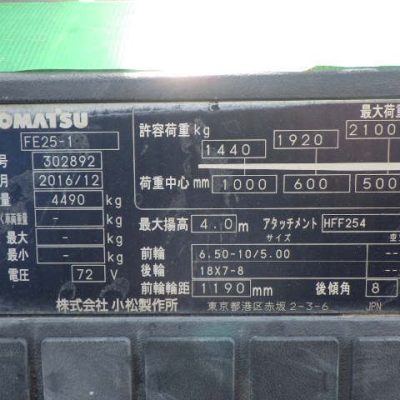 OMATSU
FE25-1
号 302892
月 2016/12
量 4490 kg
- kg
最大 - kg
最小 - kg
電圧 72 V
最大荷重
許容荷重 kg 1440 1920 2100
荷重中心 mm 1000 600 500
最大揚高 4.0 m アタッチメント HFF254
サイズ
前輪 6.50-10/5.00 --
後輪 18X7-8 --
前輪輪距 1190 mm 後傾角 8
株式会社 小松製作所 東京都港区赤坂2-3-6 JPN